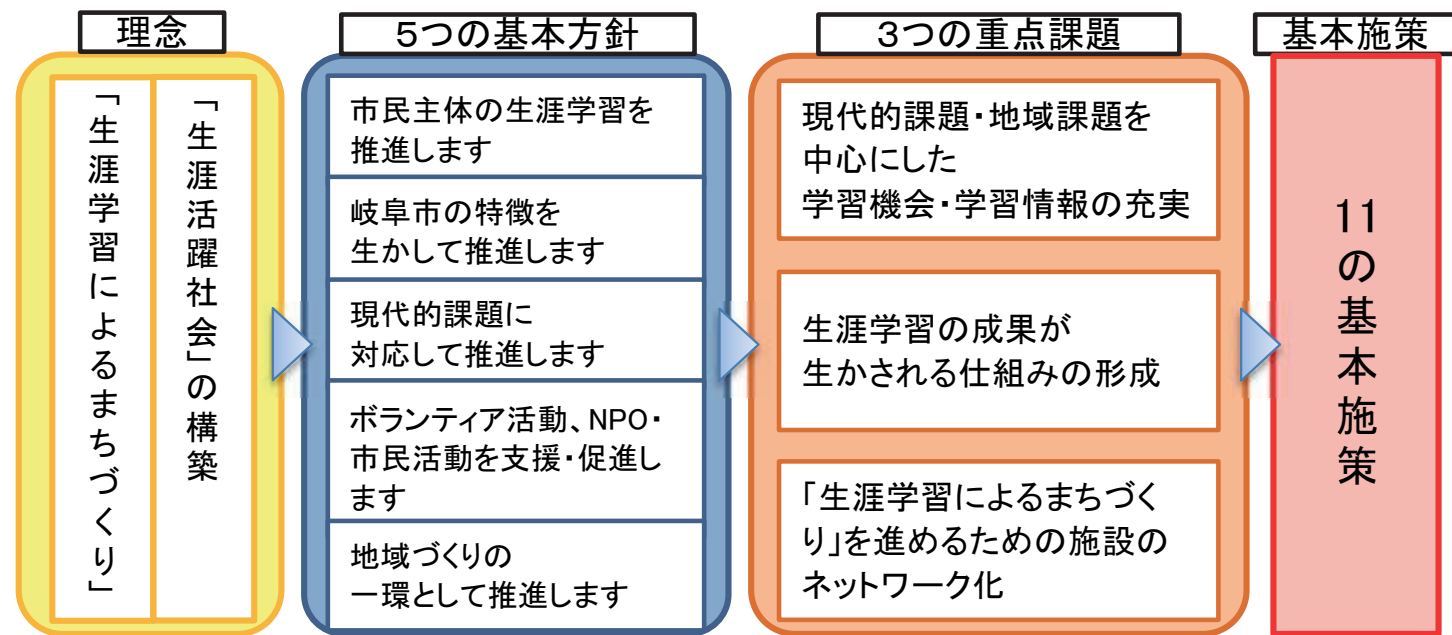 理念
「生涯活躍社会」の構築
「生涯学習によるまちづくり」
5つの基本方針
市民主体の生涯学習を
推進します
岐阜市の特徴を
生かして推進します
現代的課題に
対応して推進します
ボランティア活動、NPO・
市民活動を支援・促進し
ます
地域づくりの
一環として推進します
3つの重点課題
現代的課題・地域課題を
中心にした
学習機会・学習情報の充実
生涯学習の成果が
生かされる仕組みの形成
「生涯学習によるまちづく
り」を進めるための施設の
ネットワーク化
基本施策
11の基本施策